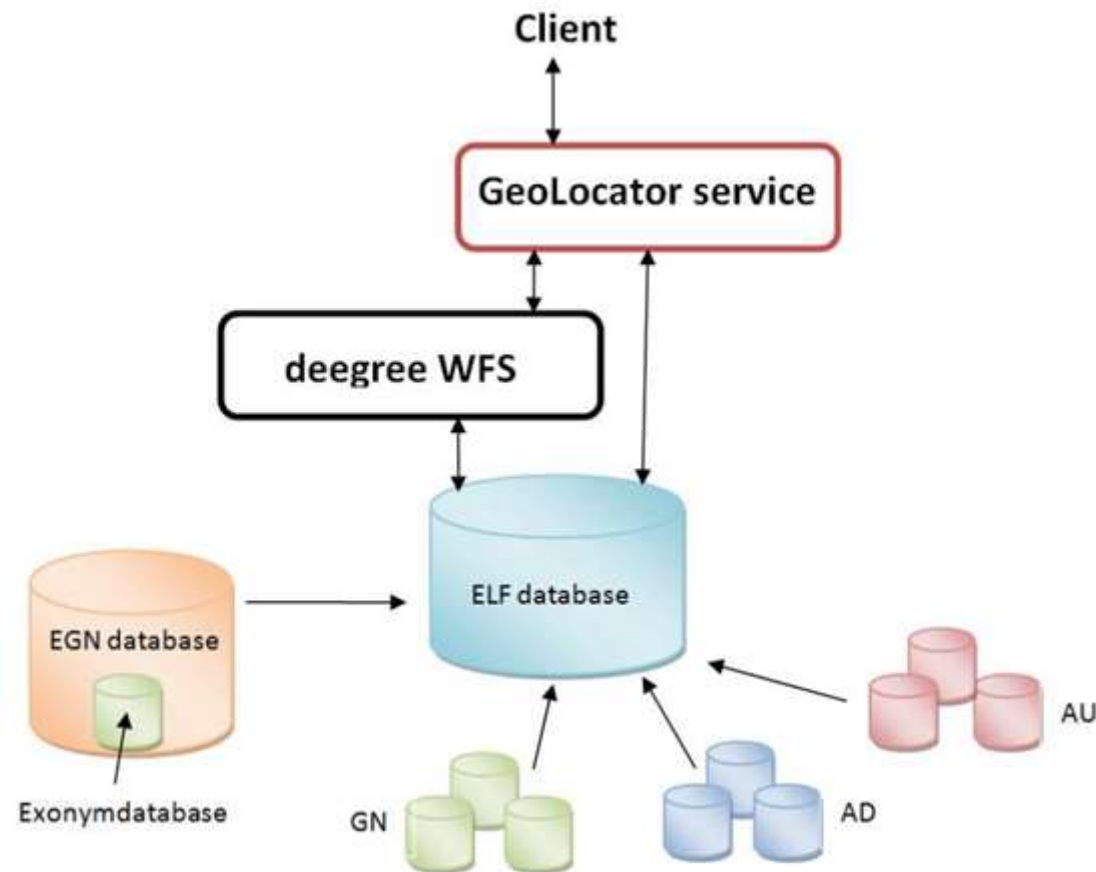 Client
GeoLocator service
deegree WFS
ELF database
EGN database
AU
Exonymdatabase
GN
AD